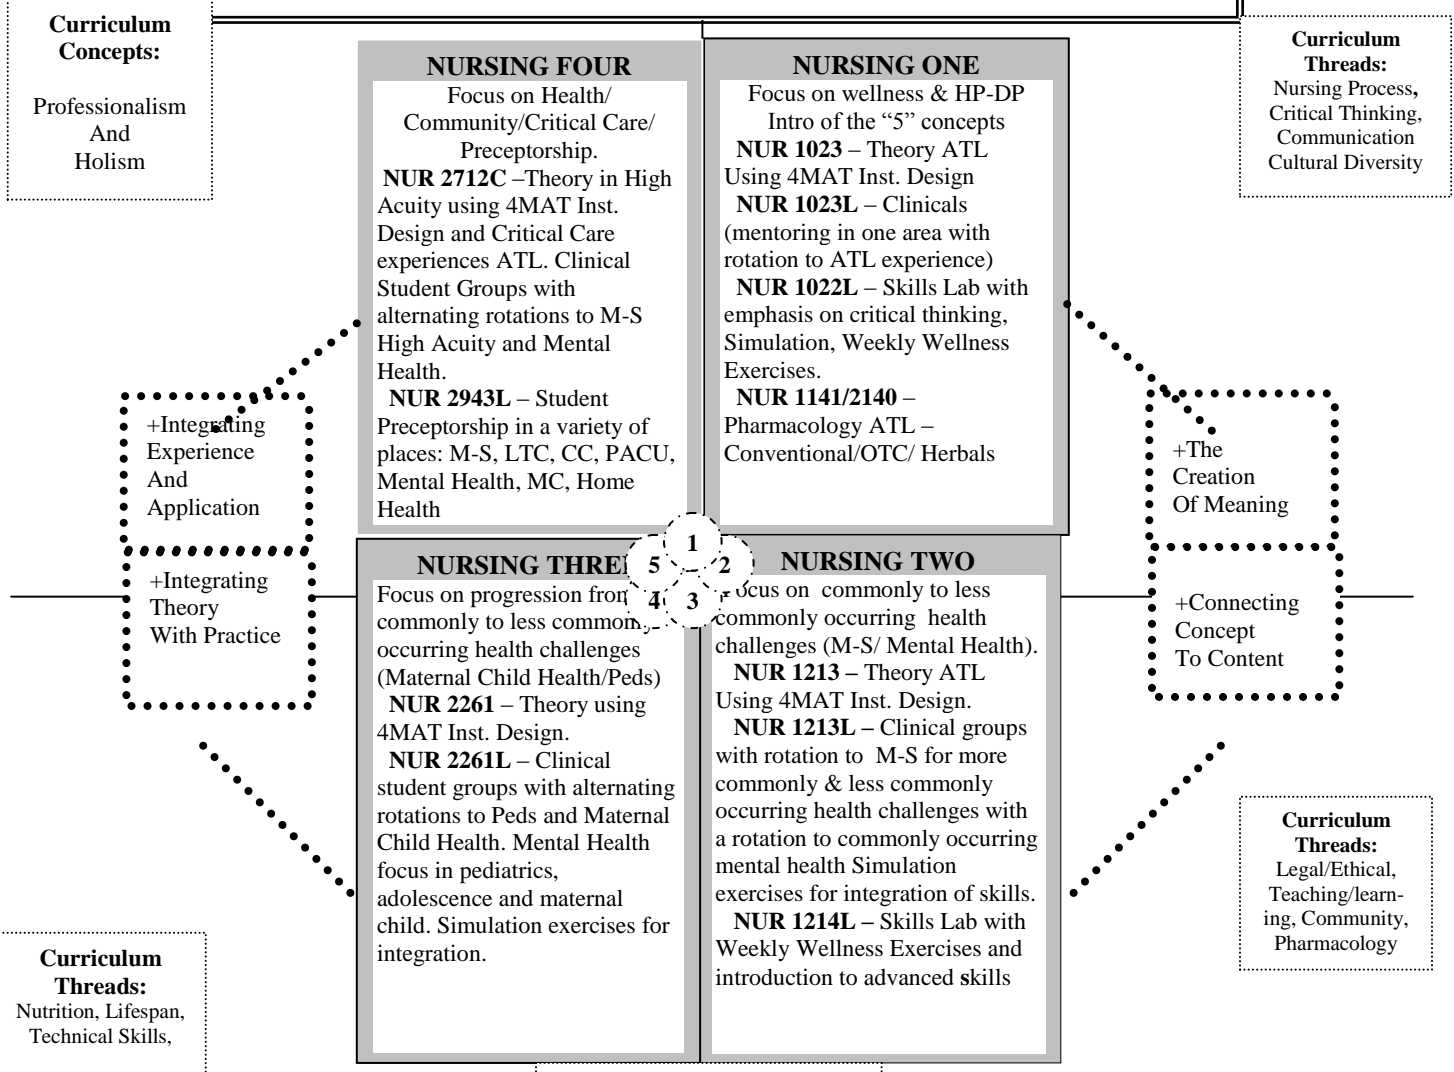 Curriculum
Concepts:
Professionalism
And
Holism
NURSING FOUR
Focus on Health/
Community/Critical Care/
Preceptorship.
NUR 2712C –Theory in High
Acuity using 4MAT Inst.
Design and Critical Care
experiences ATL. Clinical
Student Groups with
alternating rotations to M-S
High Acuity and Mental
Health.
NUR 2943L – Student
Preceptorship in a variety of
places: M-S, LTC, CC, PACU,
Mental Health, MC, Home
Health
NURSING ONE
Focus on wellness & HP-DP
Intro of the “5” concepts
NUR 1023 – Theory ATL
Using 4MAT Inst. Design
NUR 1023L – Clinicals
(mentoring in one area with
rotation to ATL experience)
NUR 1022L – Skills Lab with
emphasis on critical thinking,
Simulation, Weekly Wellness
Exercises.
NUR 1141/2140 –
Pharmacology ATL –
Conventional/OTC/ Herbals
Curriculum
Threads:
Nursing Process,
Critical Thinking,
Communication
Cultural Diversity
+Integrating
Experience
And
Application
+The
Creation
Of Meaning
1
5
2
4
3
+Integrating
Theory
With Practice
NURSING THREE
Focus on progression from
commonly to less commonly
occurring health challenges
(Maternal Child Health/Peds)
NUR 2261 – Theory using
4MAT Inst. Design.
NUR 2261L – Clinical
student groups with alternating
rotations to Peds and Maternal
Child Health. Mental Health
focus in pediatrics,
adolescence and maternal
child. Simulation exercises for
integration.
NURSING TWO
Focus on commonly to less
commonly occurring health
challenges (M-S/ Mental Health).
NUR 1213 – Theory ATL
Using 4MAT Inst. Design.
NUR 1213L – Clinical groups
with rotation to M-S for more
commonly & less commonly
occurring health challenges with
a rotation to commonly occurring
mental health Simulation
exercises for integration of skills.
NUR 1214L – Skills Lab with
Weekly Wellness Exercises and
introduction to advanced skills
+Connecting
Concept
To Content
Curriculum
Threads:
Legal/Ethical,
Teaching/learn-
ing, Community,
Pharmacology
Curriculum
Threads:
Nutrition, Lifespan,
Technical Skills,